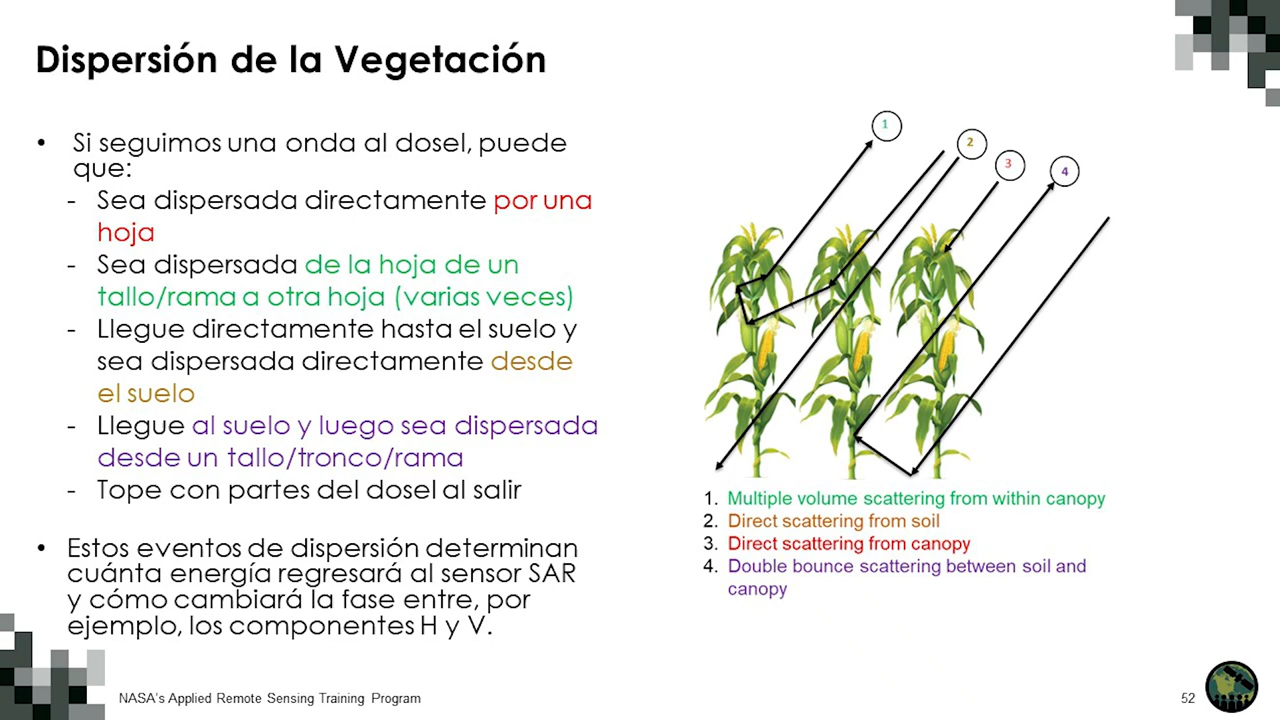 Dispersión de la Vegetación
• Si seguimos una onda al dosel, puede
que:
- Sea dispersada directamente por una
hoja
- Sea dispersada de la hoja de un
tallo/rama a otra hoja (varias veces)
- Llegue directamente hasta el suelo y
sea dispersada directamente desde
el suelo
- Llegue al suelo y luego sea dispersada
desde un tallo/tronco/rama
- Tope con partes del dosel al salir
• Estos eventos de dispersión determinan
cuánta energía regresará al sensor SAR
y cómo cambiará la fase entre, por
ejemplo, los componentes H y V.
1
2
3
4
1. Multiple volume scattering from within canopy
2. Direct scattering from soil
3. Direct scattering from canopy
4. Double bounce scattering between soil and
canopy
NASA's Applied Remote Sensing Training Program
52